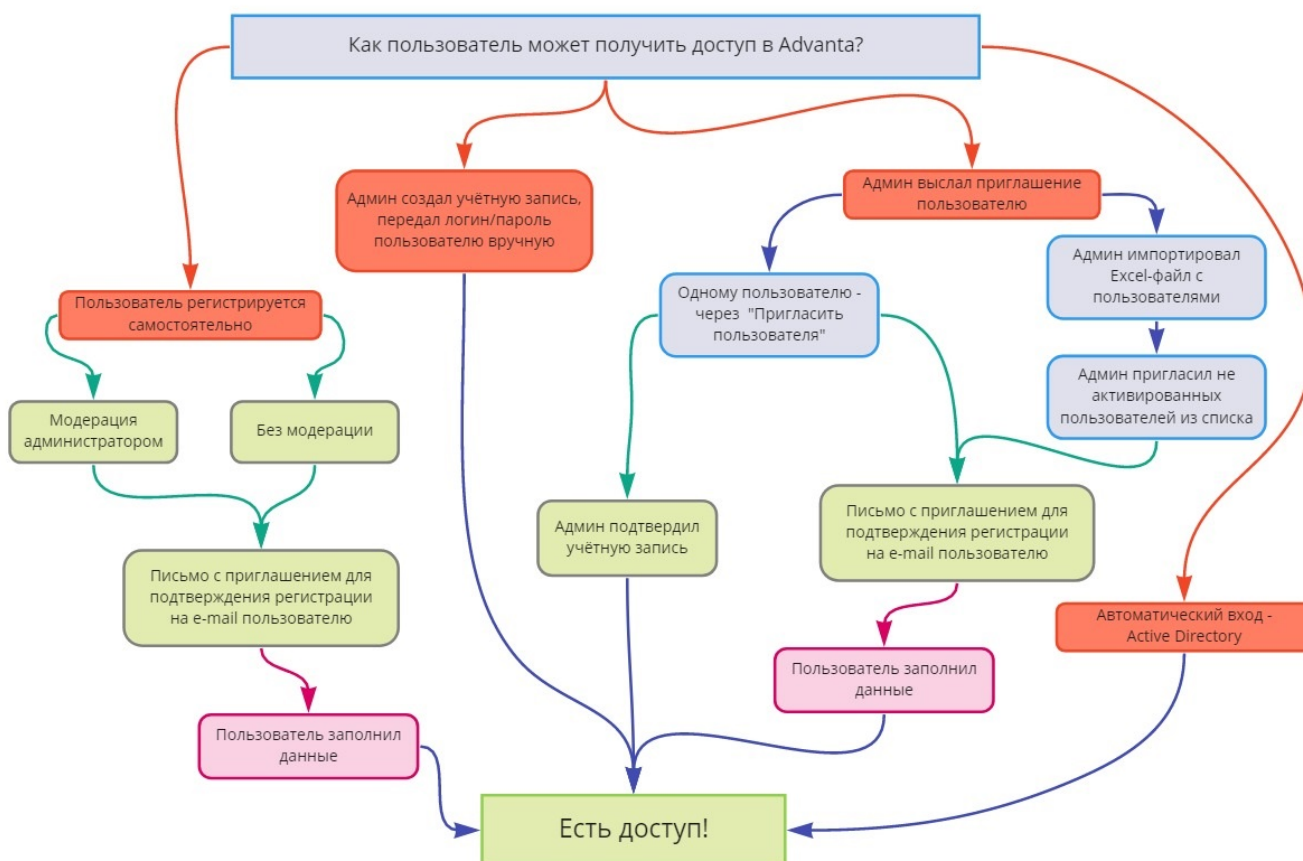 Как пользователь может получить доступ в Advanta?
Админ создал учётную запись,
передал логин/пароль
пользователю вручную
Админ выслал приглашение
пользователю
Админ импортировал
Excel-файл с
пользователями
Пользователь регистрируется
самостоятельно
Одному пользователю -
через "Пригласить
пользователя"
Админ пригласил не
активированных
пользователей из списка
Модерация
администратором
Без модерации
Админ подтвердил
учётную запись
Письмо с приглашением для
подтверждения регистрации
на e-mail пользователю
Письмо с приглашением для
подтверждения регистрации
на e-mail пользователю
Автоматический вход -
Active Directory
Пользователь заполнил
данные
Пользователь заполнил
данные
Есть доступ!